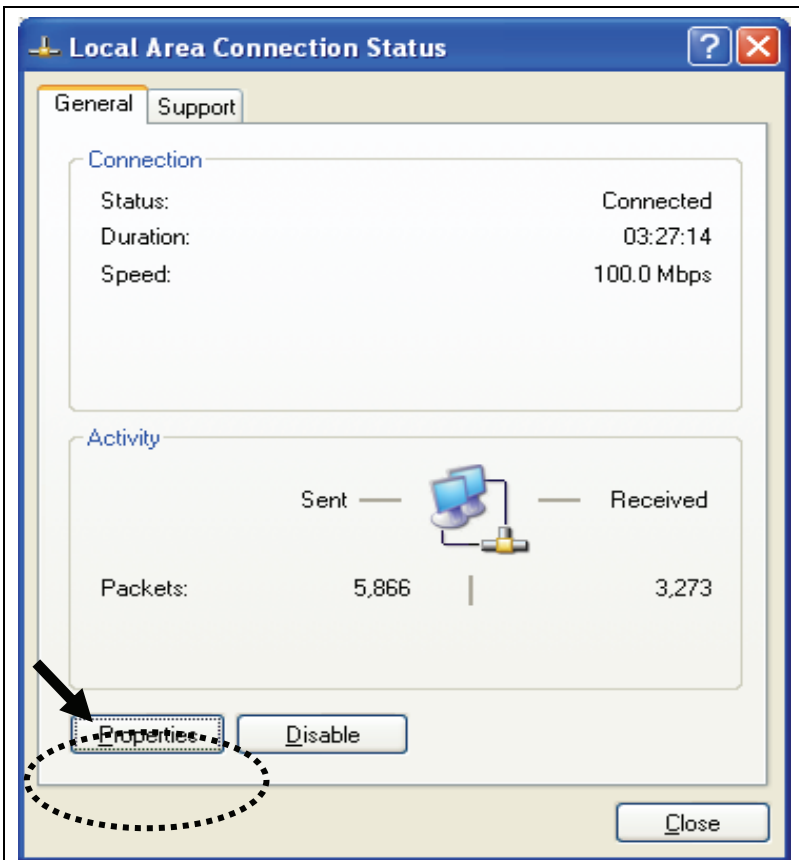 Local Area Connection Status
General Support
Connection
Status: Connected
Duration: 03:27:14
Speed: 100.0 Mbps
Activity
Sent Received
Packets: 5,866 3,273
Properties Disable
Close